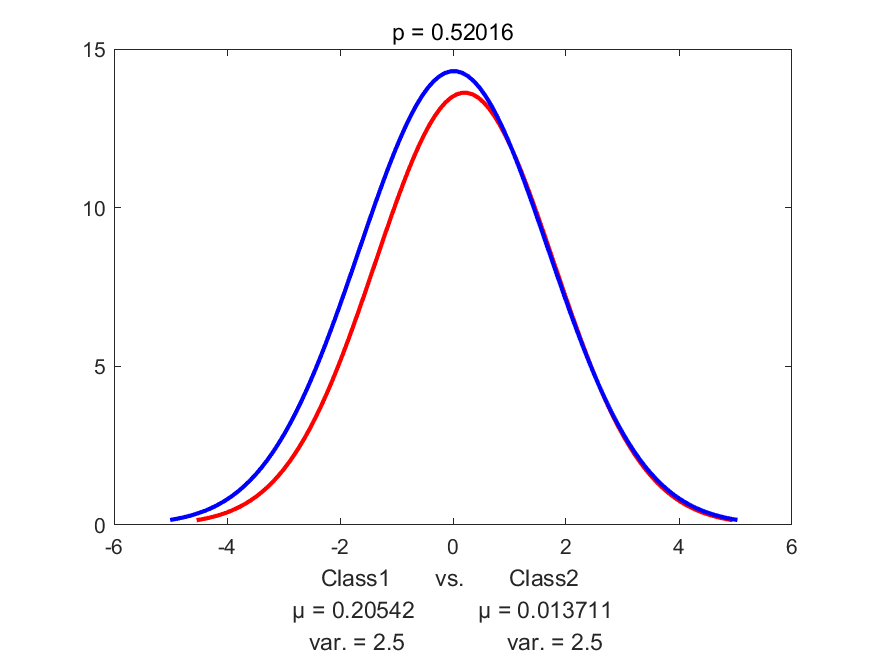 p = 0.52016
15
10
5
0
-6 -4 -2 0 2 4 6
Class1 vs. Class2
μ = 0.20542 μ = 0.013711
var. = 2.5 var. = 2.5